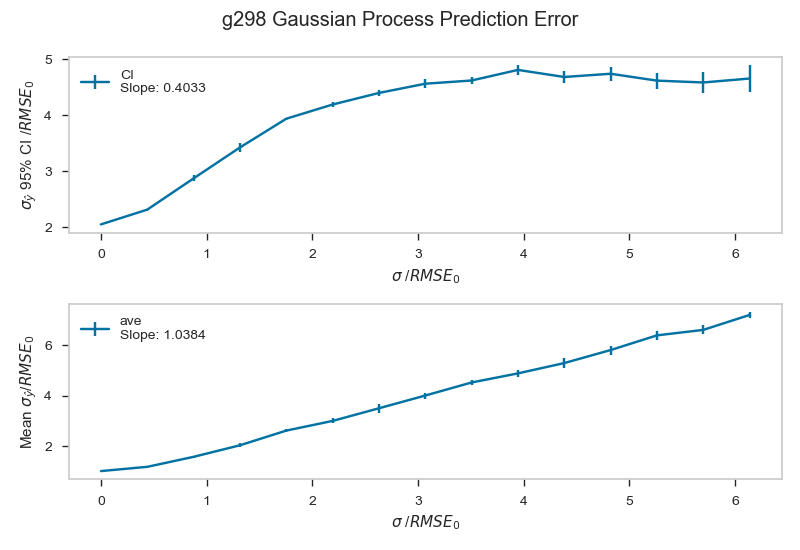 g298 Gaussian Process Prediction Error
5
4
3
2
σ_ŷ 95% CI /RMSE₀
CI
Slope: 0.4033
0 1 2 3 4 5 6
σ /RMSE₀
6
4
2
Mean σ_ŷ/RMSE₀
ave
Slope: 1.0384
0 1 2 3 4 5 6
σ /RMSE₀